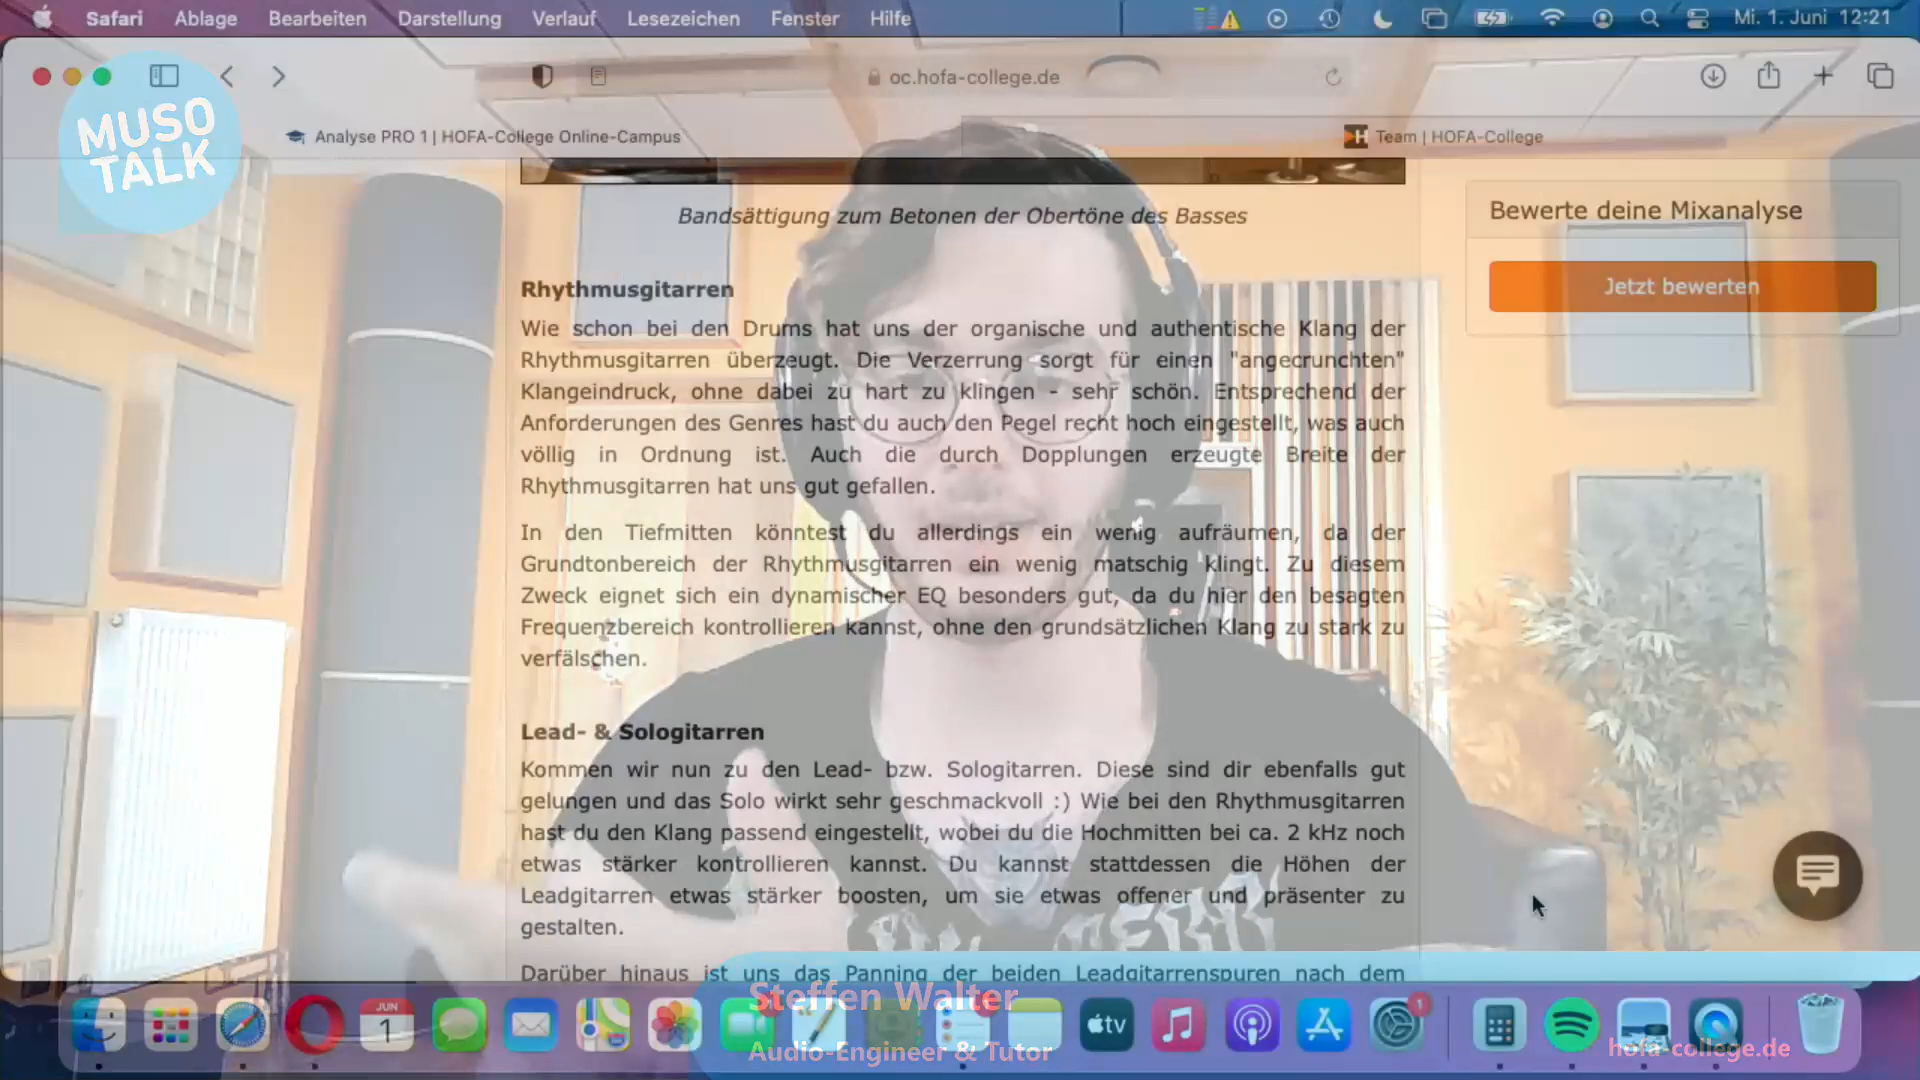 Safari Ablage Bearbeiten Darstellung Verlauf Lesezeichen Fenster Hilfe Mi. 1. Juni 12:21
oc.hofa-college.de
Analyse PRO 1 | HOFA-College Online-Campus
Team | HOFA-College
MUSO
TALK
Bandsättigung zum Betonen der Obertöne des Basses
Bewerte deine Mixanalyse
Jetzt bewerten
Rhythmusgitarren
Wie schon bei den Drums hat uns der organische und authentische Klang der
Rhythmusgitarren überzeugt. Die Verzerrung sorgt für einen "angecrunchten"
Klangeindruck, ohne dabei zu hart zu klingen - sehr schön. Entsprechend der
Anforderungen des Genres hast du auch den Pegel recht hoch eingestellt, was auch
völlig in Ordnung ist. Auch die durch Dopplungen erzeugte Breite der
Rhythmusgitarren hat uns gut gefallen.
In den Tiefmitten könntest du allerdings ein wenig aufräumen, da der
Grundtonbereich der Rhythmusgitarren ein wenig matschig klingt. Zu diesem
Zweck eignet sich ein dynamischer EQ besonders gut, da du hier den besagten
Frequenzbereich kontrollieren kannst, ohne den grundsätzlichen Klang zu stark zu
verfälschen.
Lead- & Sologitarren
Kommen wir nun zu den Lead- bzw. Sologitarren. Diese sind dir ebenfalls gut
gelungen und das Solo wirkt sehr geschmackvoll :) Wie bei den Rhythmusgitarren
hast du den Klang passend eingestellt, wobei du die Hochmitten bei ca. 2 kHz noch
etwas stärker kontrollieren kannst. Du kannst stattdessen die Höhen der
Leadgitarren etwas stärker boosten, um sie etwas offener und präsenter zu
gestalten.
Darüber hinaus ist uns das Panning der beiden Leadgitarrenspuren nach dem
Steffen Walter
JUN
1
tv
1
Audio-Engineer & Tutor
hofa-college.de